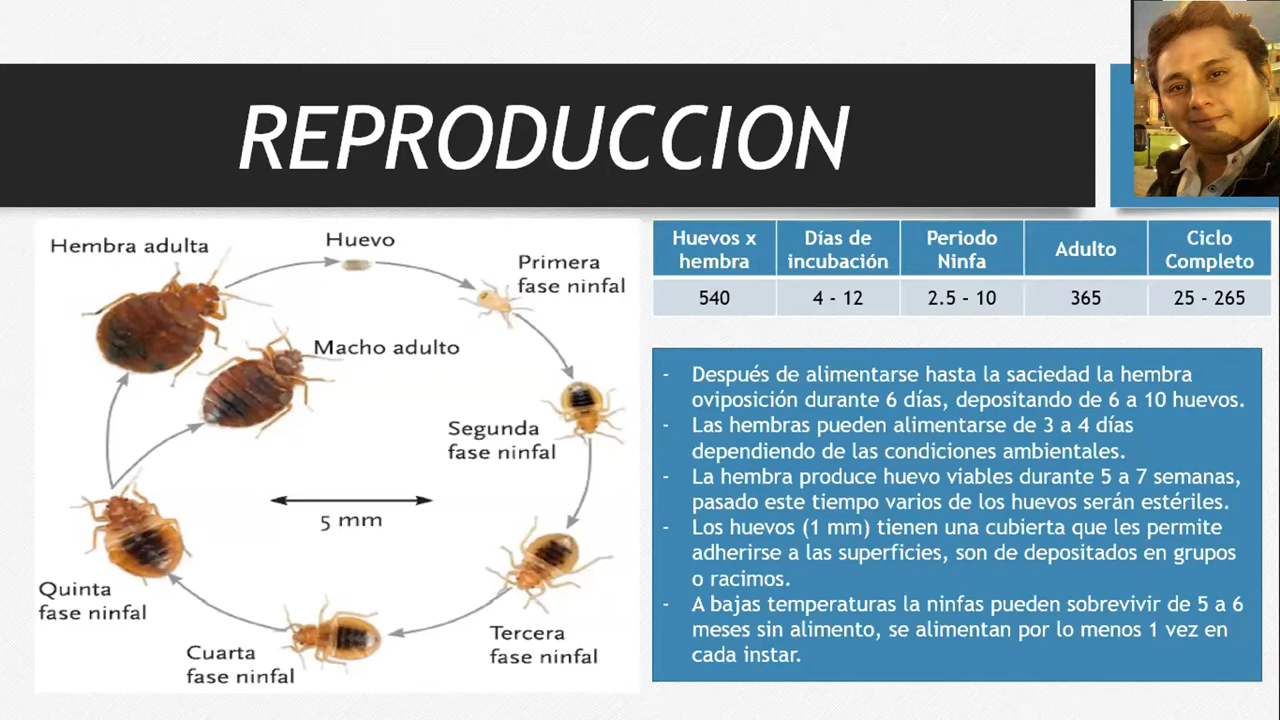 REPRODUCCION
Hembra adulta
Huevo
Primera
fase ninfal
Macho adulto
Segunda
fase ninfal
5 mm
Quinta
fase ninfal
Tercera
fase ninfal
Cuarta
fase ninfal
Huevos x hembra | Días de incubación | Periodo Ninfa | Adulto | Ciclo Completo
540 | 4 - 12 | 2.5 - 10 | 365 | 25 - 265
- Después de alimentarse hasta la saciedad la hembra
oviposición durante 6 días, depositando de 6 a 10 huevos.
- Las hembras pueden alimentarse de 3 a 4 días
dependiendo de las condiciones ambientales.
- La hembra produce huevo viables durante 5 a 7 semanas,
pasado este tiempo varios de los huevos serán estériles.
- Los huevos (1 mm) tienen una cubierta que les permite
adherirse a las superficies, son de depositados en grupos
o racimos.
- A bajas temperaturas la ninfas pueden sobrevivir de 5 a 6
meses sin alimento, se alimentan por lo menos 1 vez en
cada instar.